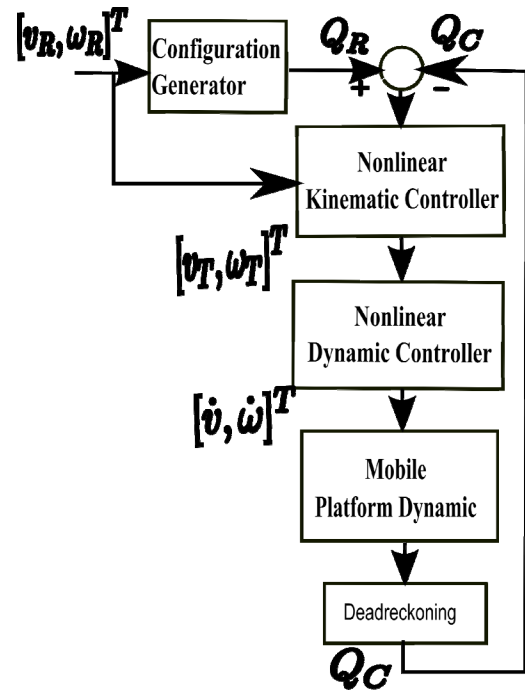 [v_R, ω_R]^T
Configuration
Generator
Q_R
Q_C
+
−
Nonlinear
Kinematic Controller
[v_T, ω_T]^T
Nonlinear
Dynamic Controller
[v̇, ω̇]^T
Mobile
Platform Dynamic
Deadreckoning
Q_C